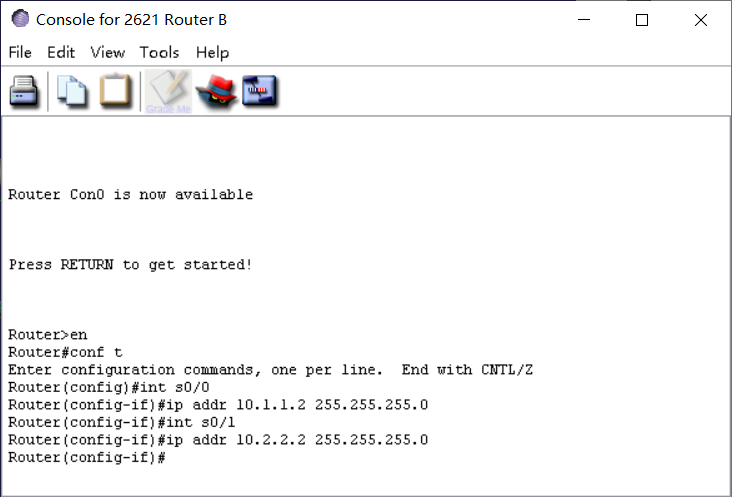 Console for 2621 Router B
File Edit View Tools Help
Grade Me
Router Con0 is now available
Press RETURN to get started!
Router>en
Router#conf t
Enter configuration commands, one per line.  End with CNTL/Z
Router(config)#int s0/0
Router(config-if)#ip addr 10.1.1.2 255.255.255.0
Router(config-if)#int s0/1
Router(config-if)#ip addr 10.2.2.2 255.255.255.0
Router(config-if)#